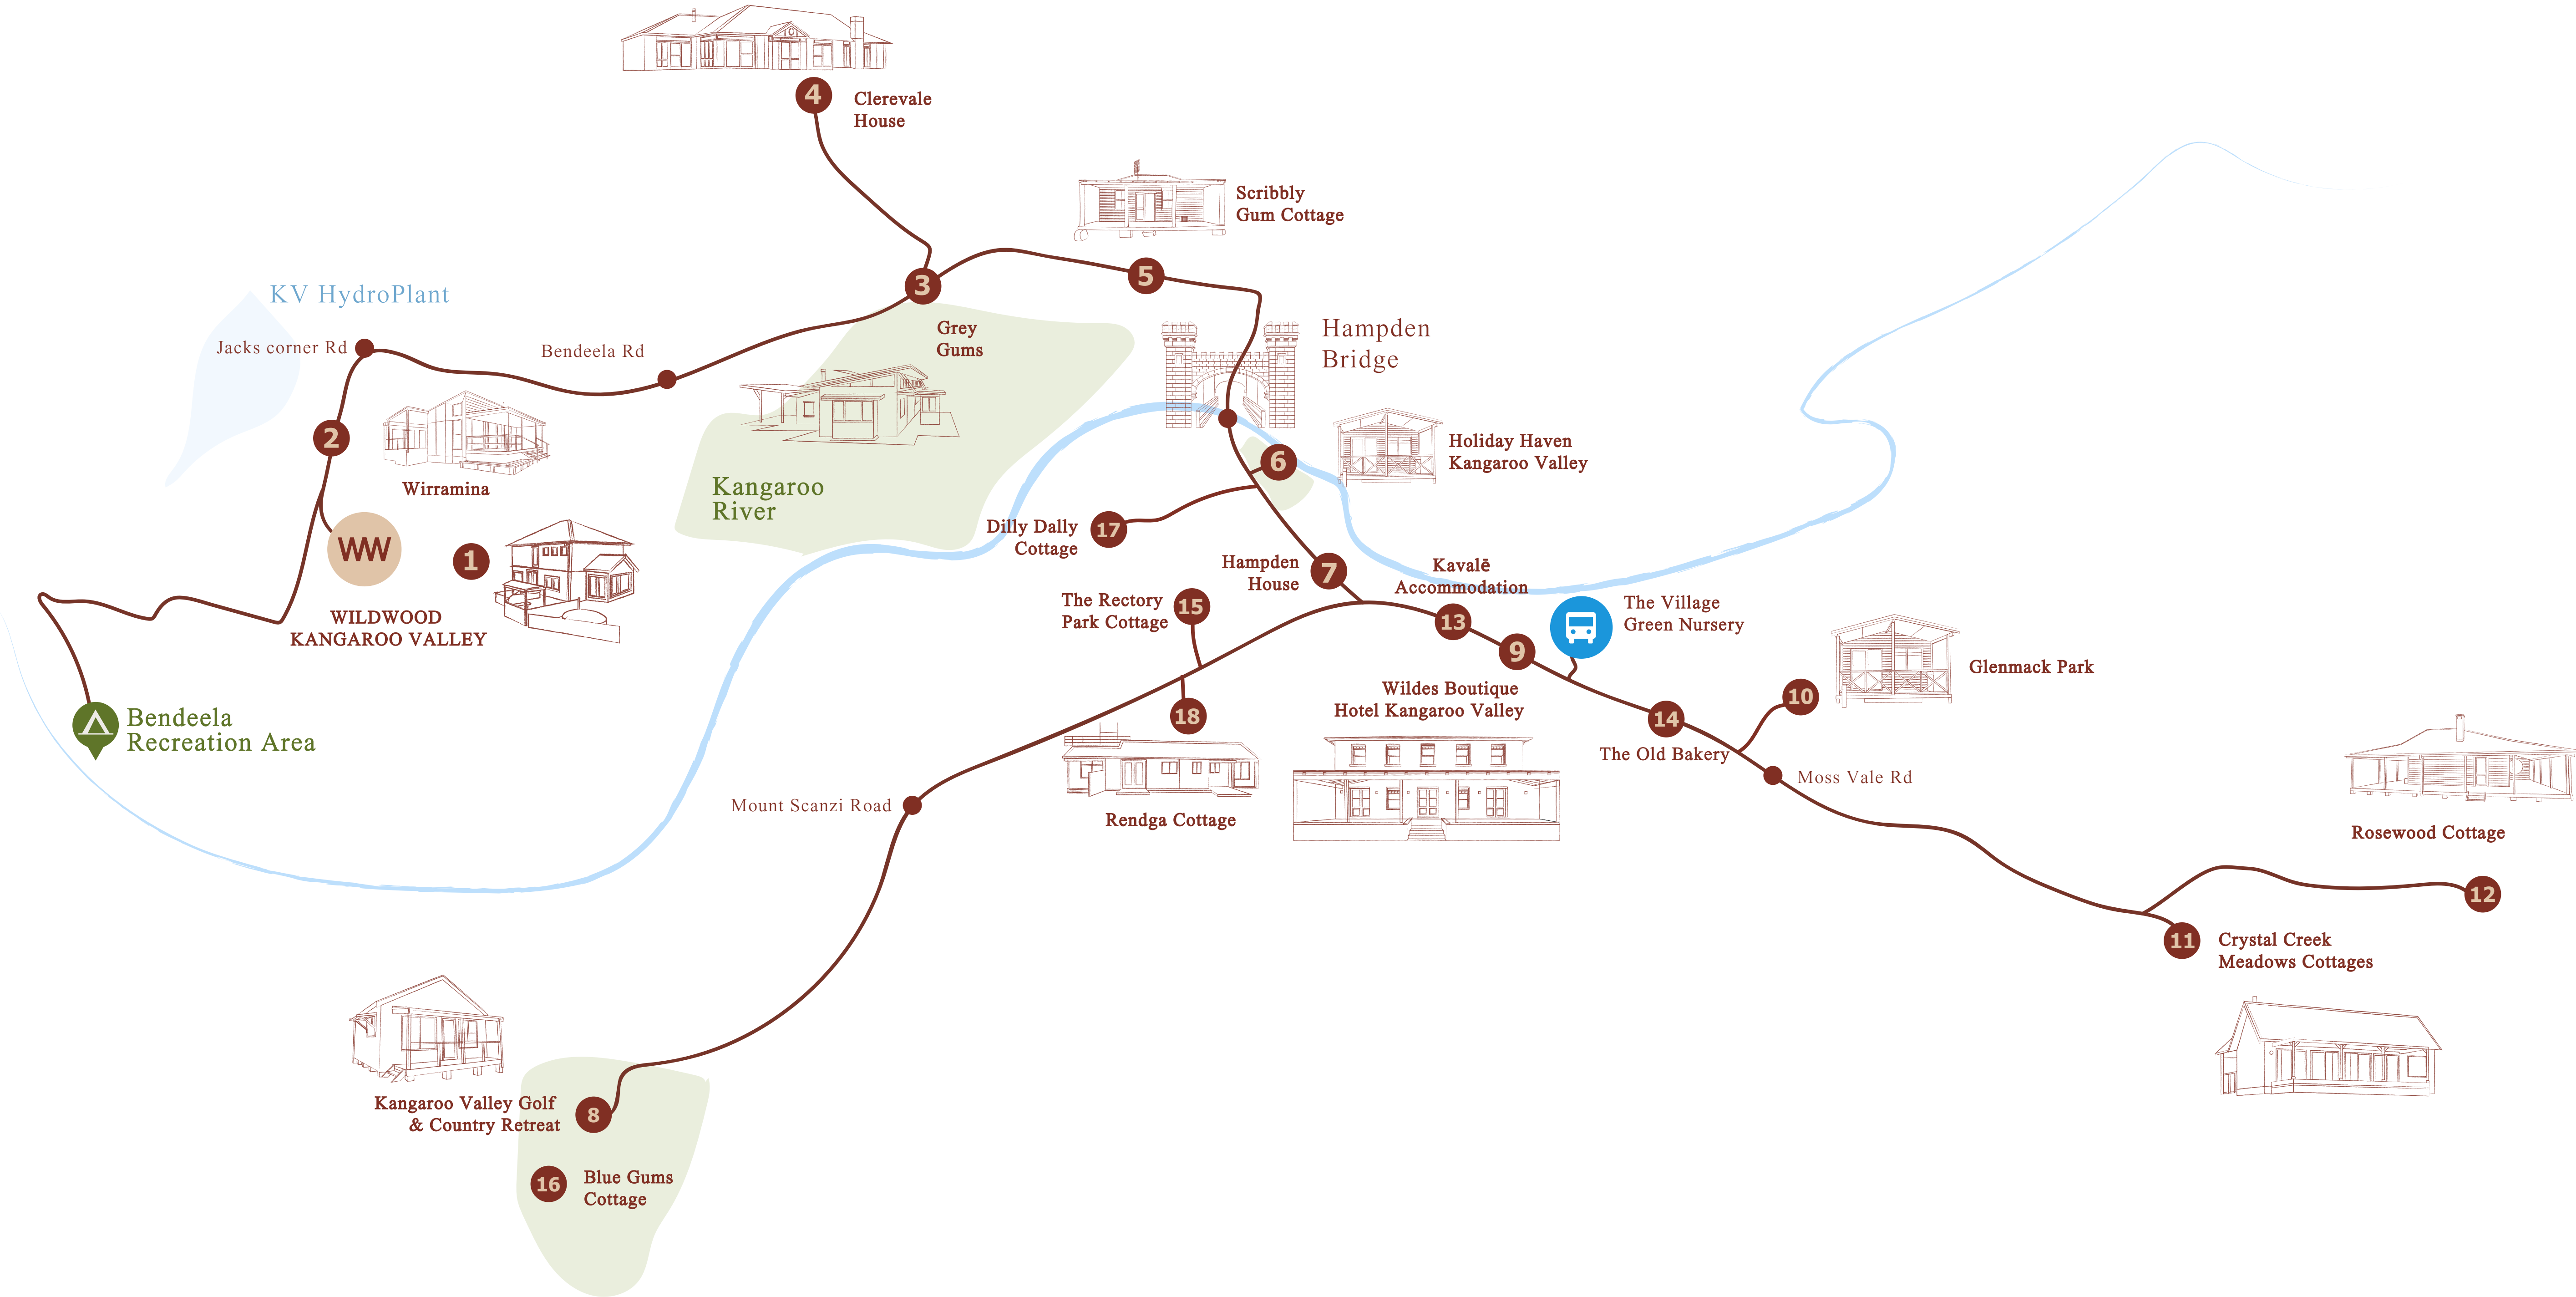 4
Clerevale
House
Scribbly
Gum Cottage
5
3
KV HydroPlant
Grey
Gums
Hampden
Bridge
Jacks corner Rd
Bendeela Rd
2
Wirramina
Holiday Haven
Kangaroo Valley
6
Kangaroo
River
Dilly Dally
Cottage
17
WW
1
WILDWOOD
KANGAROO VALLEY
Hampden
House
7
Kavalē
Accommodation
The Rectory
Park Cottage
15
13
9
The Village
Green Nursery
Glenmack Park
10
Wildes Boutique
Hotel Kangaroo Valley
18
14
The Old Bakery
Bendeela
Recreation Area
Moss Vale Rd
Mount Scanzi Road
Rendga Cottage
Rosewood Cottage
12
11
Crystal Creek
Meadows Cottages
Kangaroo Valley Golf
& Country Retreat
8
16
Blue Gums
Cottage